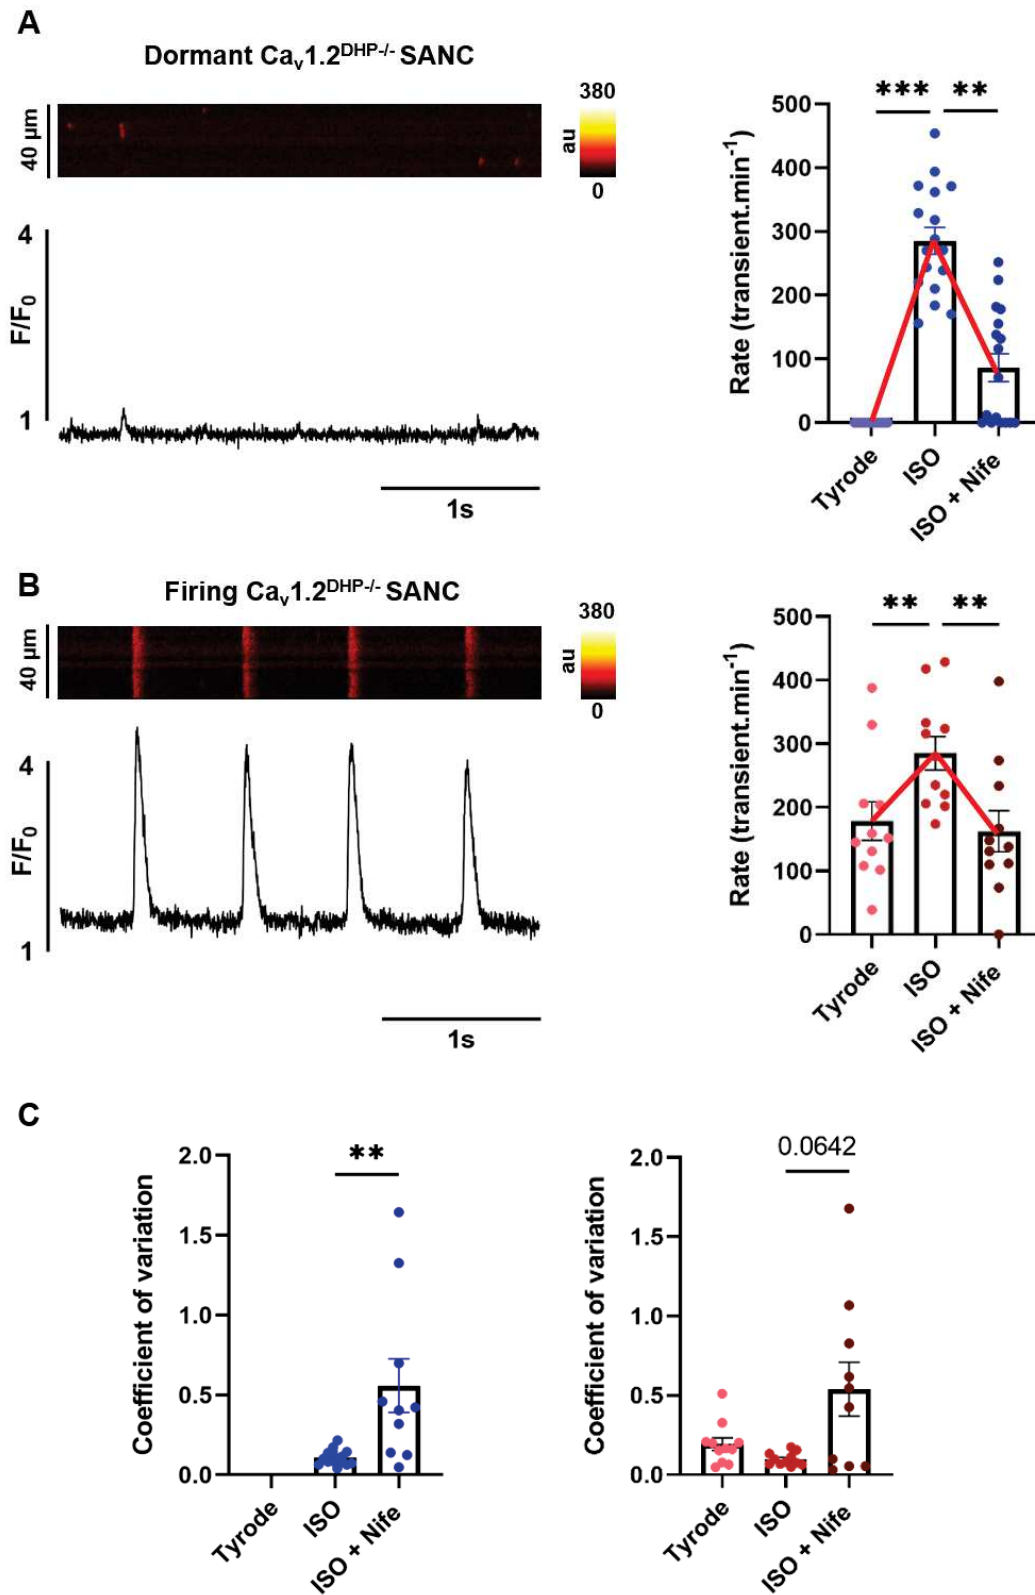 A
Dormant Cav1.2DHP-/- SANC
40 µm
380
au
0
4
F/F0
1
1s
*** **
Rate (transient.min-1)
500
400
300
200
100
0
Tyrode
ISO
ISO + Nife
B
Firing Cav1.2DHP-/- SANC
40 µm
380
au
0
4
F/F0
1
1s
** **
Rate (transient.min-1)
500
400
300
200
100
0
Tyrode
ISO
ISO + Nife
C
**
Coefficient of variation
2.0
1.5
1.0
0.5
0.0
Tyrode
ISO
ISO + Nife
0.0642
Coefficient of variation
2.0
1.5
1.0
0.5
0.0
Tyrode
ISO
ISO + Nife